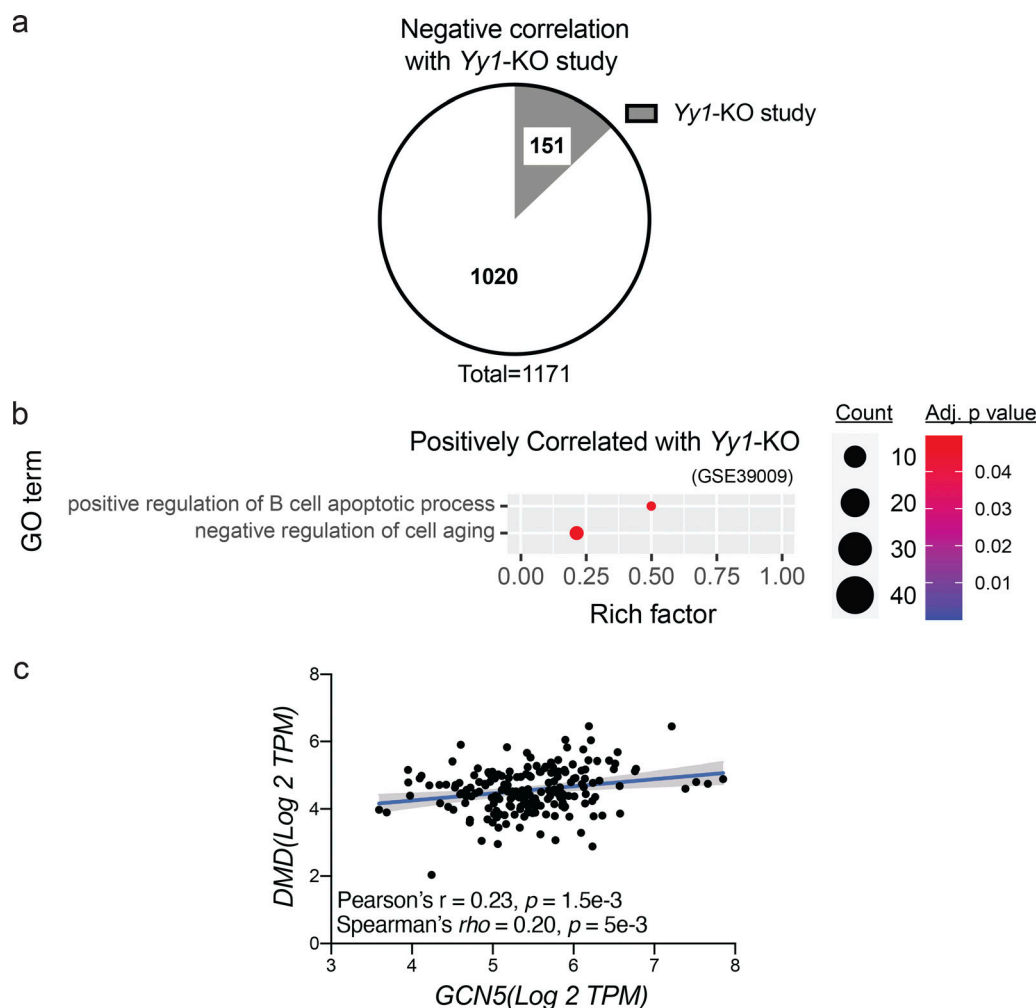 a
Negative correlation
with Yy1-KO study
Yy1-KO study
151
1020
Total=1171
b
Positively Correlated with Yy1-KO
(GSE39009)
GO term
positive regulation of B cell apoptotic process
negative regulation of cell aging
0.00 0.25 0.50 0.75 1.00
Rich factor
Count
10
20
30
40
Adj. p value
0.04
0.03
0.02
0.01
c
DMD(Log 2 TPM)
8
6
4
2
0
Pearson's r = 0.23, p = 1.5e-3
Spearman's rho = 0.20, p = 5e-3
3 4 5 6 7 8
GCN5(Log 2 TPM)